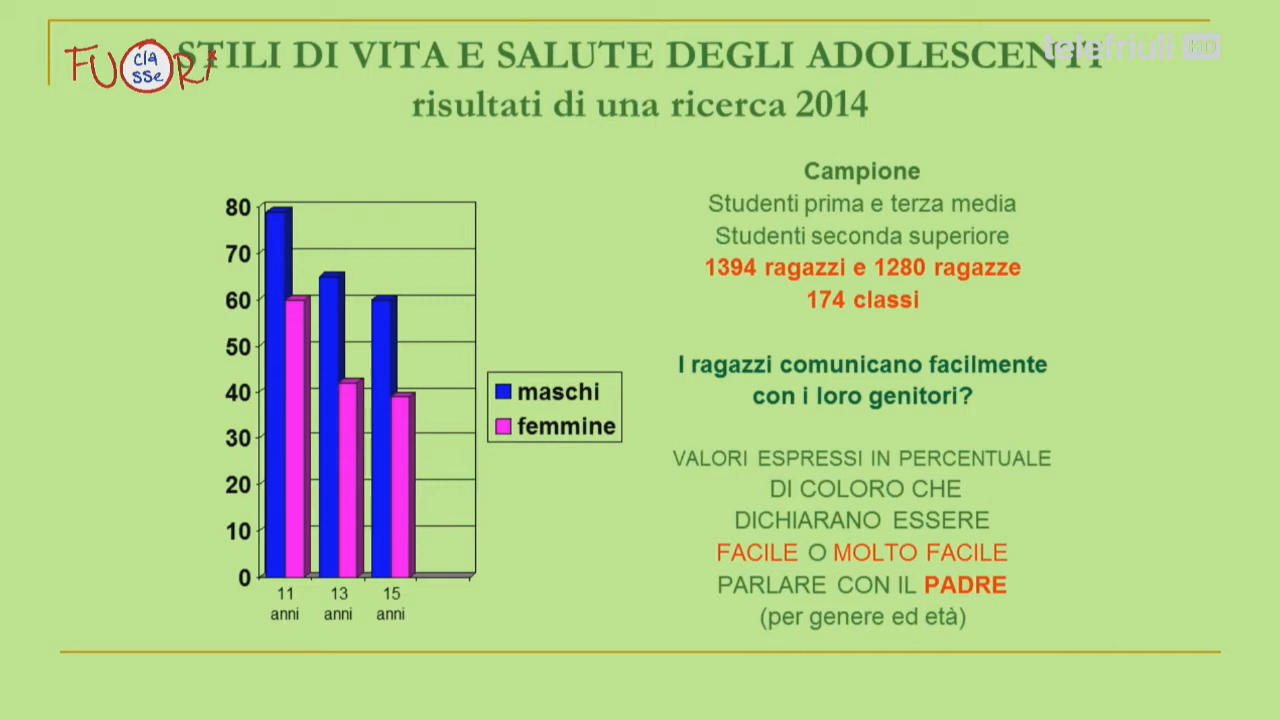 FUORI
cla
sse
telefriuli HD
STILI DI VITA E SALUTE DEGLI ADOLESCENTI
risultati di una ricerca 2014
80
70
60
50
40
30
20
10
0
11
anni
13
anni
15
anni
maschi
femmine
Campione
Studenti prima e terza media
Studenti seconda superiore
1394 ragazzi e 1280 ragazze
174 classi
I ragazzi comunicano facilmente
con i loro genitori?
VALORI ESPRESSI IN PERCENTUALE
DI COLORO CHE
DICHIARANO ESSERE
FACILE O MOLTO FACILE
PARLARE CON IL PADRE
(per genere ed età)